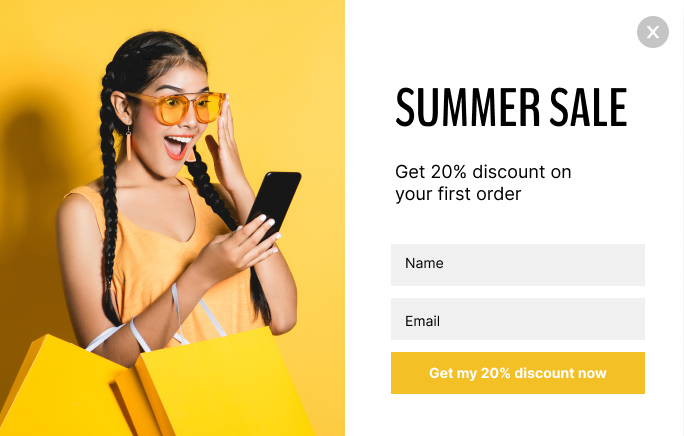 X
SUMMER SALE
Get 20% discount on
your first order
Name
Email
Get my 20% discount now